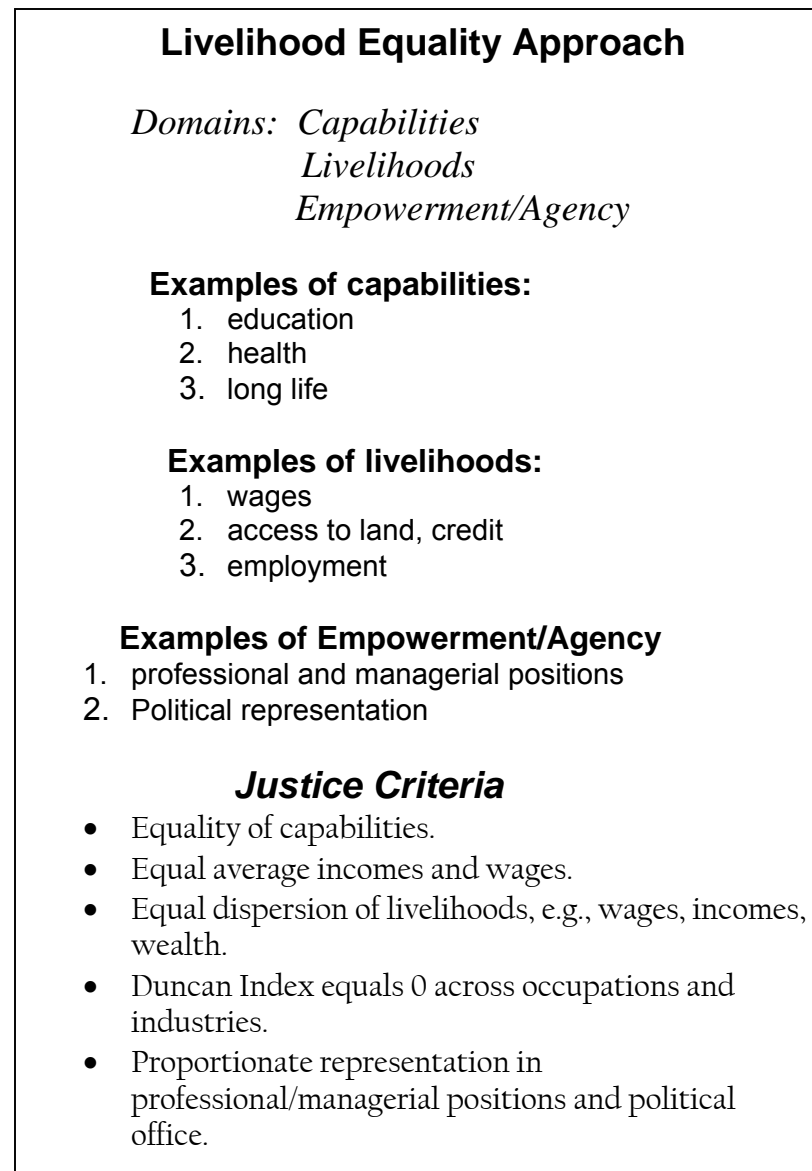 Livelihood Equality Approach
Domains: Capabilities
Livelihoods
Empowerment/Agency
Examples of capabilities:
1. education
2. health
3. long life
Examples of livelihoods:
1. wages
2. access to land, credit
3. employment
Examples of Empowerment/Agency
1. professional and managerial positions
2. Political representation
Justice Criteria
• Equality of capabilities.
• Equal average incomes and wages.
• Equal dispersion of livelihoods, e.g., wages, incomes,
wealth.
• Duncan Index equals 0 across occupations and
industries.
• Proportionate representation in
professional/managerial positions and political
office.